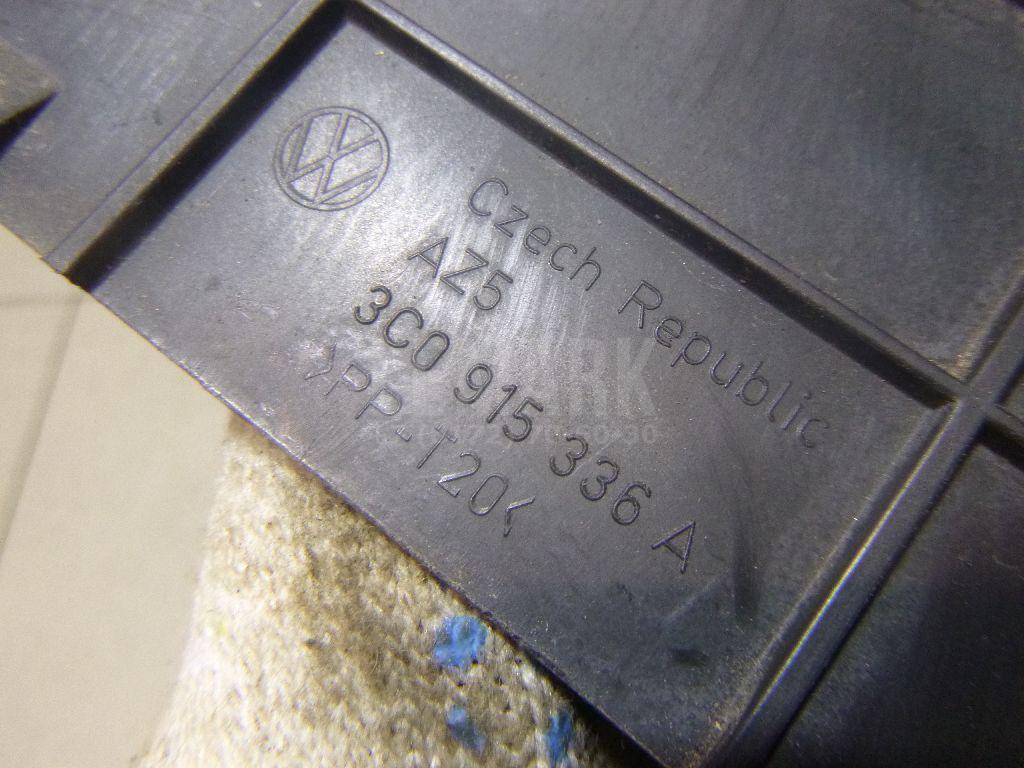 Czech Republic
AZ5
3C0 915 336 A
>PP-T20<